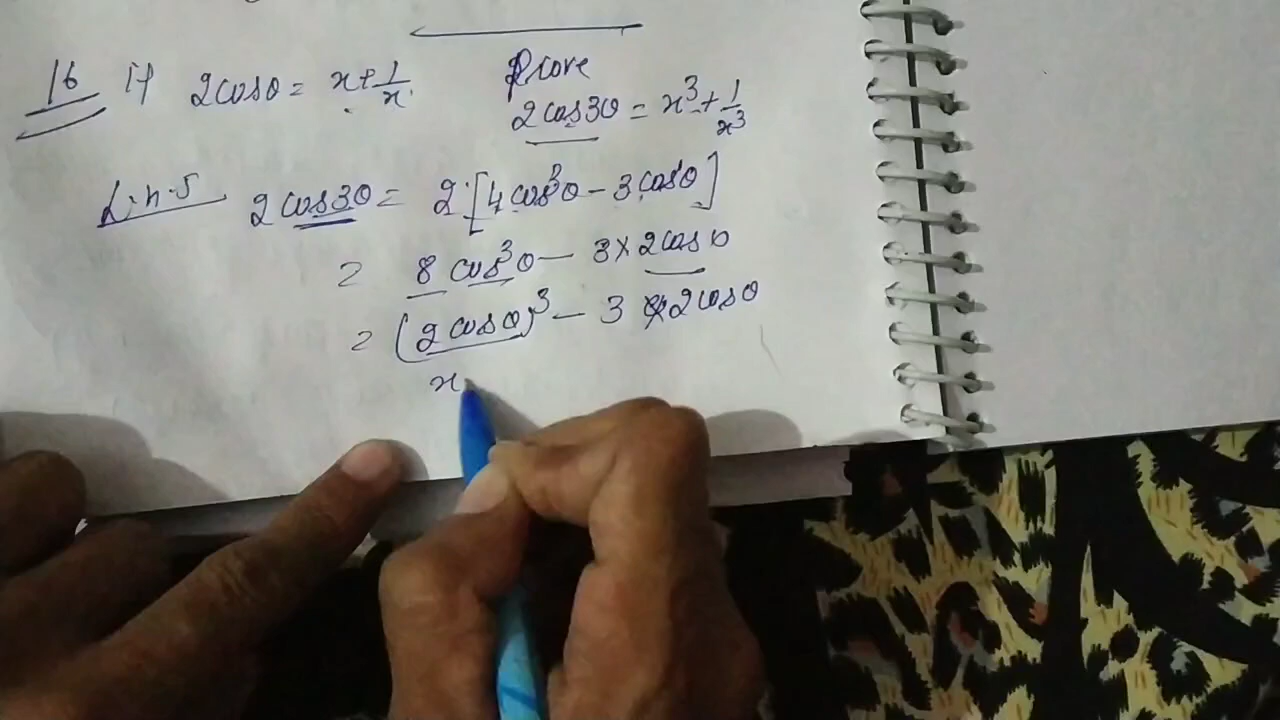 16 If 2cosθ = x+1/x Prove
2cos3θ = x³+1/x³
L.H.S 2cos3θ = 2[4cos³θ - 3cosθ]
= 8cos³θ - 3×2cosθ
= (2cosθ)³ - 3×2cosθ
x